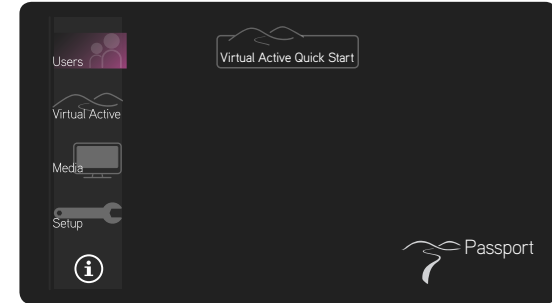 Users
Virtual Active Quick Start
Virtual Active
Media
Setup
i
Passport